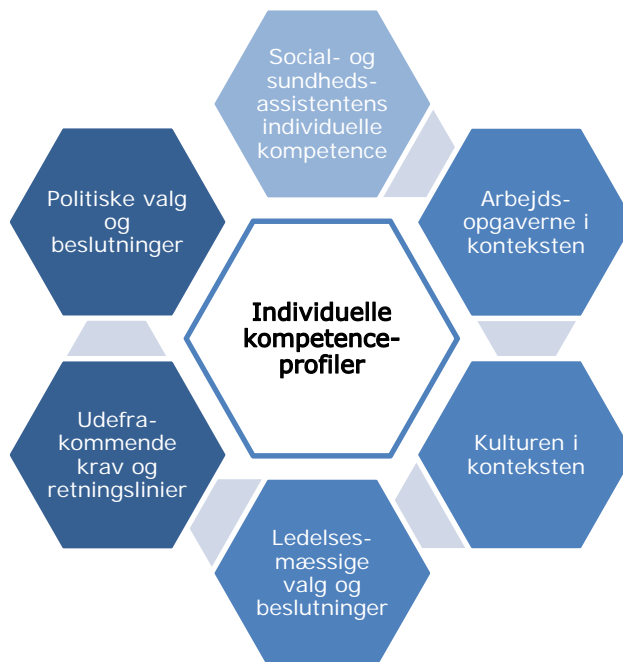 Social- og
sundheds-
assistentens
individuelle
kompetence
Arbejds-
opgaverne i
konteksten
Kulturen i
konteksten
Ledelses-
mæssige
valg og
beslutninger
Udefra-
kommende
krav og
retningslinier
Politiske valg
og
beslutninger
Individuelle
kompetence-
profiler